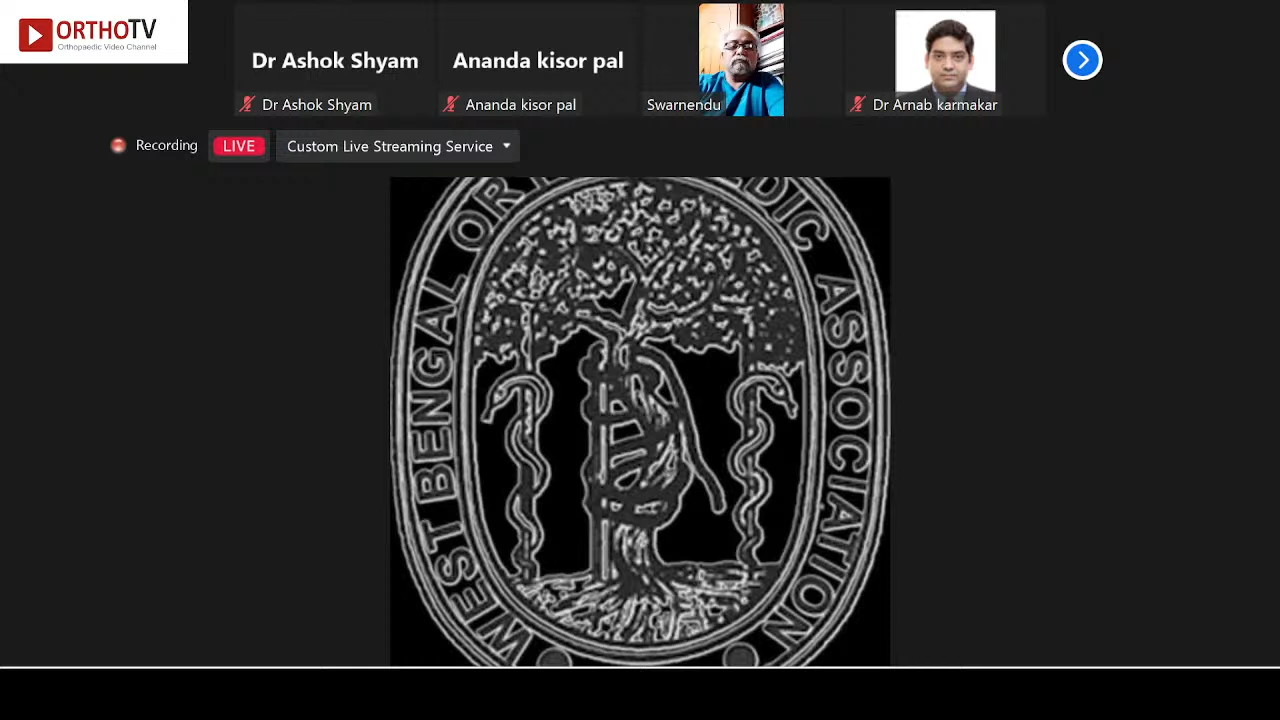 ORTHOTV
Orthopaedic Video Channel
Dr Ashok Shyam
Ananda kisor pal
Dr Ashok Shyam
Ananda kisor pal
Swarnendu
Dr Arnab karmakar
Recording
LIVE
Custom Live Streaming Service
WEST BENGAL OR DIC ASSOCIATION